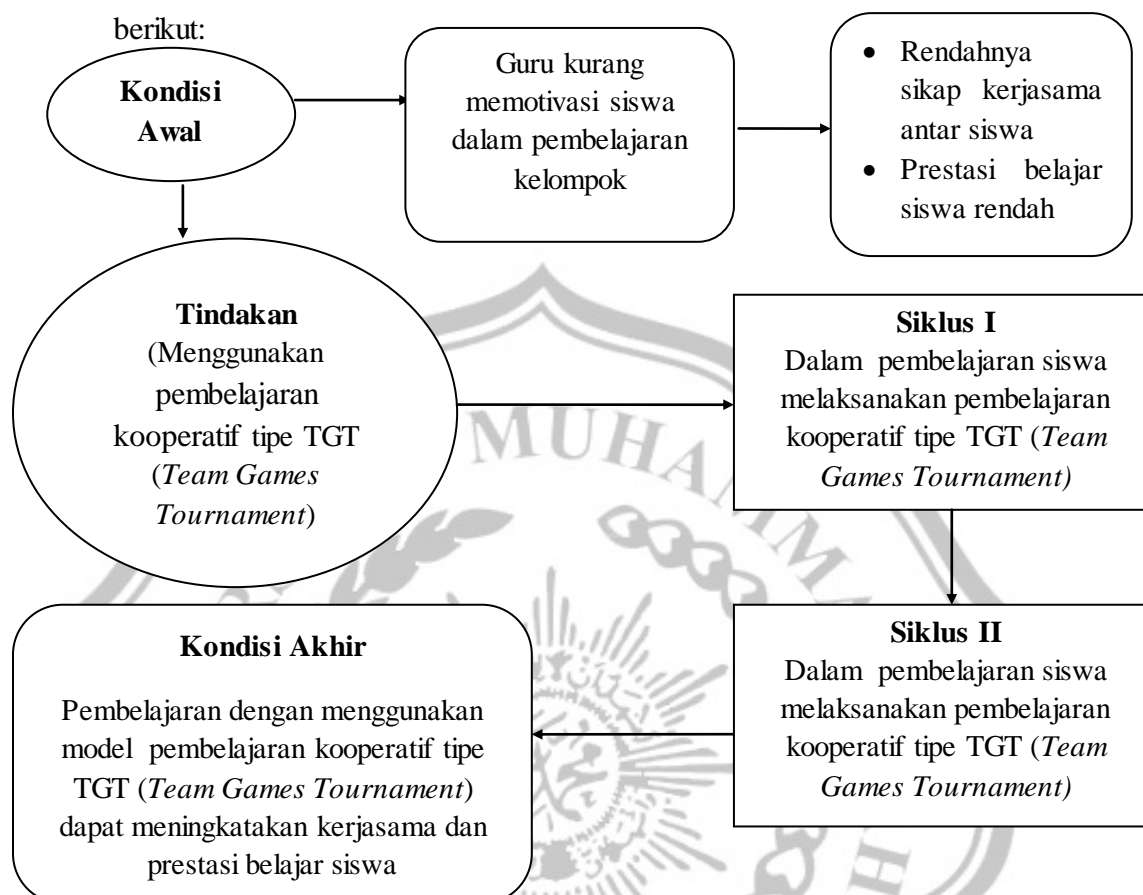 berikut:
Kondisi
Awal
Guru kurang
memotivasi siswa
dalam pembelajaran
kelompok
• Rendahnya
sikap kerjasama
antar siswa
• Prestasi belajar
siswa rendah
Tindakan
(Menggunakan
pembelajaran
kooperatif tipe TGT
(Team Games
Tournament)
Siklus I
Dalam pembelajaran siswa
melaksanakan pembelajaran
kooperatif tipe TGT (Team
Games Tournament)
Siklus II
Dalam pembelajaran siswa
melaksanakan pembelajaran
kooperatif tipe TGT (Team
Games Tournament)
Kondisi Akhir
Pembelajaran dengan menggunakan
model pembelajaran kooperatif tipe
TGT (Team Games Tournament)
dapat meningkatakan kerjasama dan
prestasi belajar siswa
MUHAMMA
H